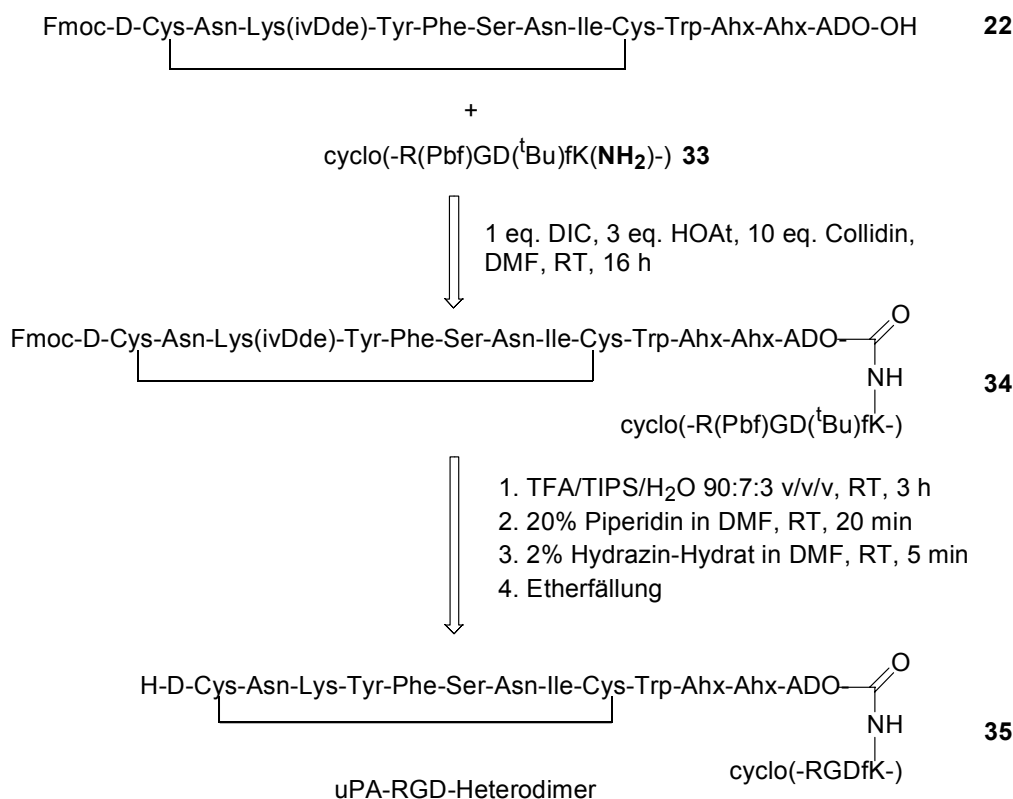 Fmoc-D-Cys-Asn-Lys(ivDde)-Tyr-Phe-Ser-Asn-Ile-Cys-Trp-Ahx-Ahx-ADO-OH 22
+
cyclo(-R(Pbf)GD(tBu)fK(NH2)-) 33
1 eq. DIC, 3 eq. HOAt, 10 eq. Collidin,
DMF, RT, 16 h
O
Fmoc-D-Cys-Asn-Lys(ivDde)-Tyr-Phe-Ser-Asn-Ile-Cys-Trp-Ahx-Ahx-ADO-
NH
34
cyclo(-R(Pbf)GD(tBu)fK-)
1. TFA/TIPS/H2O 90:7:3 v/v/v, RT, 3 h
2. 20% Piperidin in DMF, RT, 20 min
3. 2% Hydrazin-Hydrat in DMF, RT, 5 min
4. Etherfällung
O
H-D-Cys-Asn-Lys-Tyr-Phe-Ser-Asn-Ile-Cys-Trp-Ahx-Ahx-ADO-
NH
35
cyclo(-RGDfK-)
uPA-RGD-Heterodimer